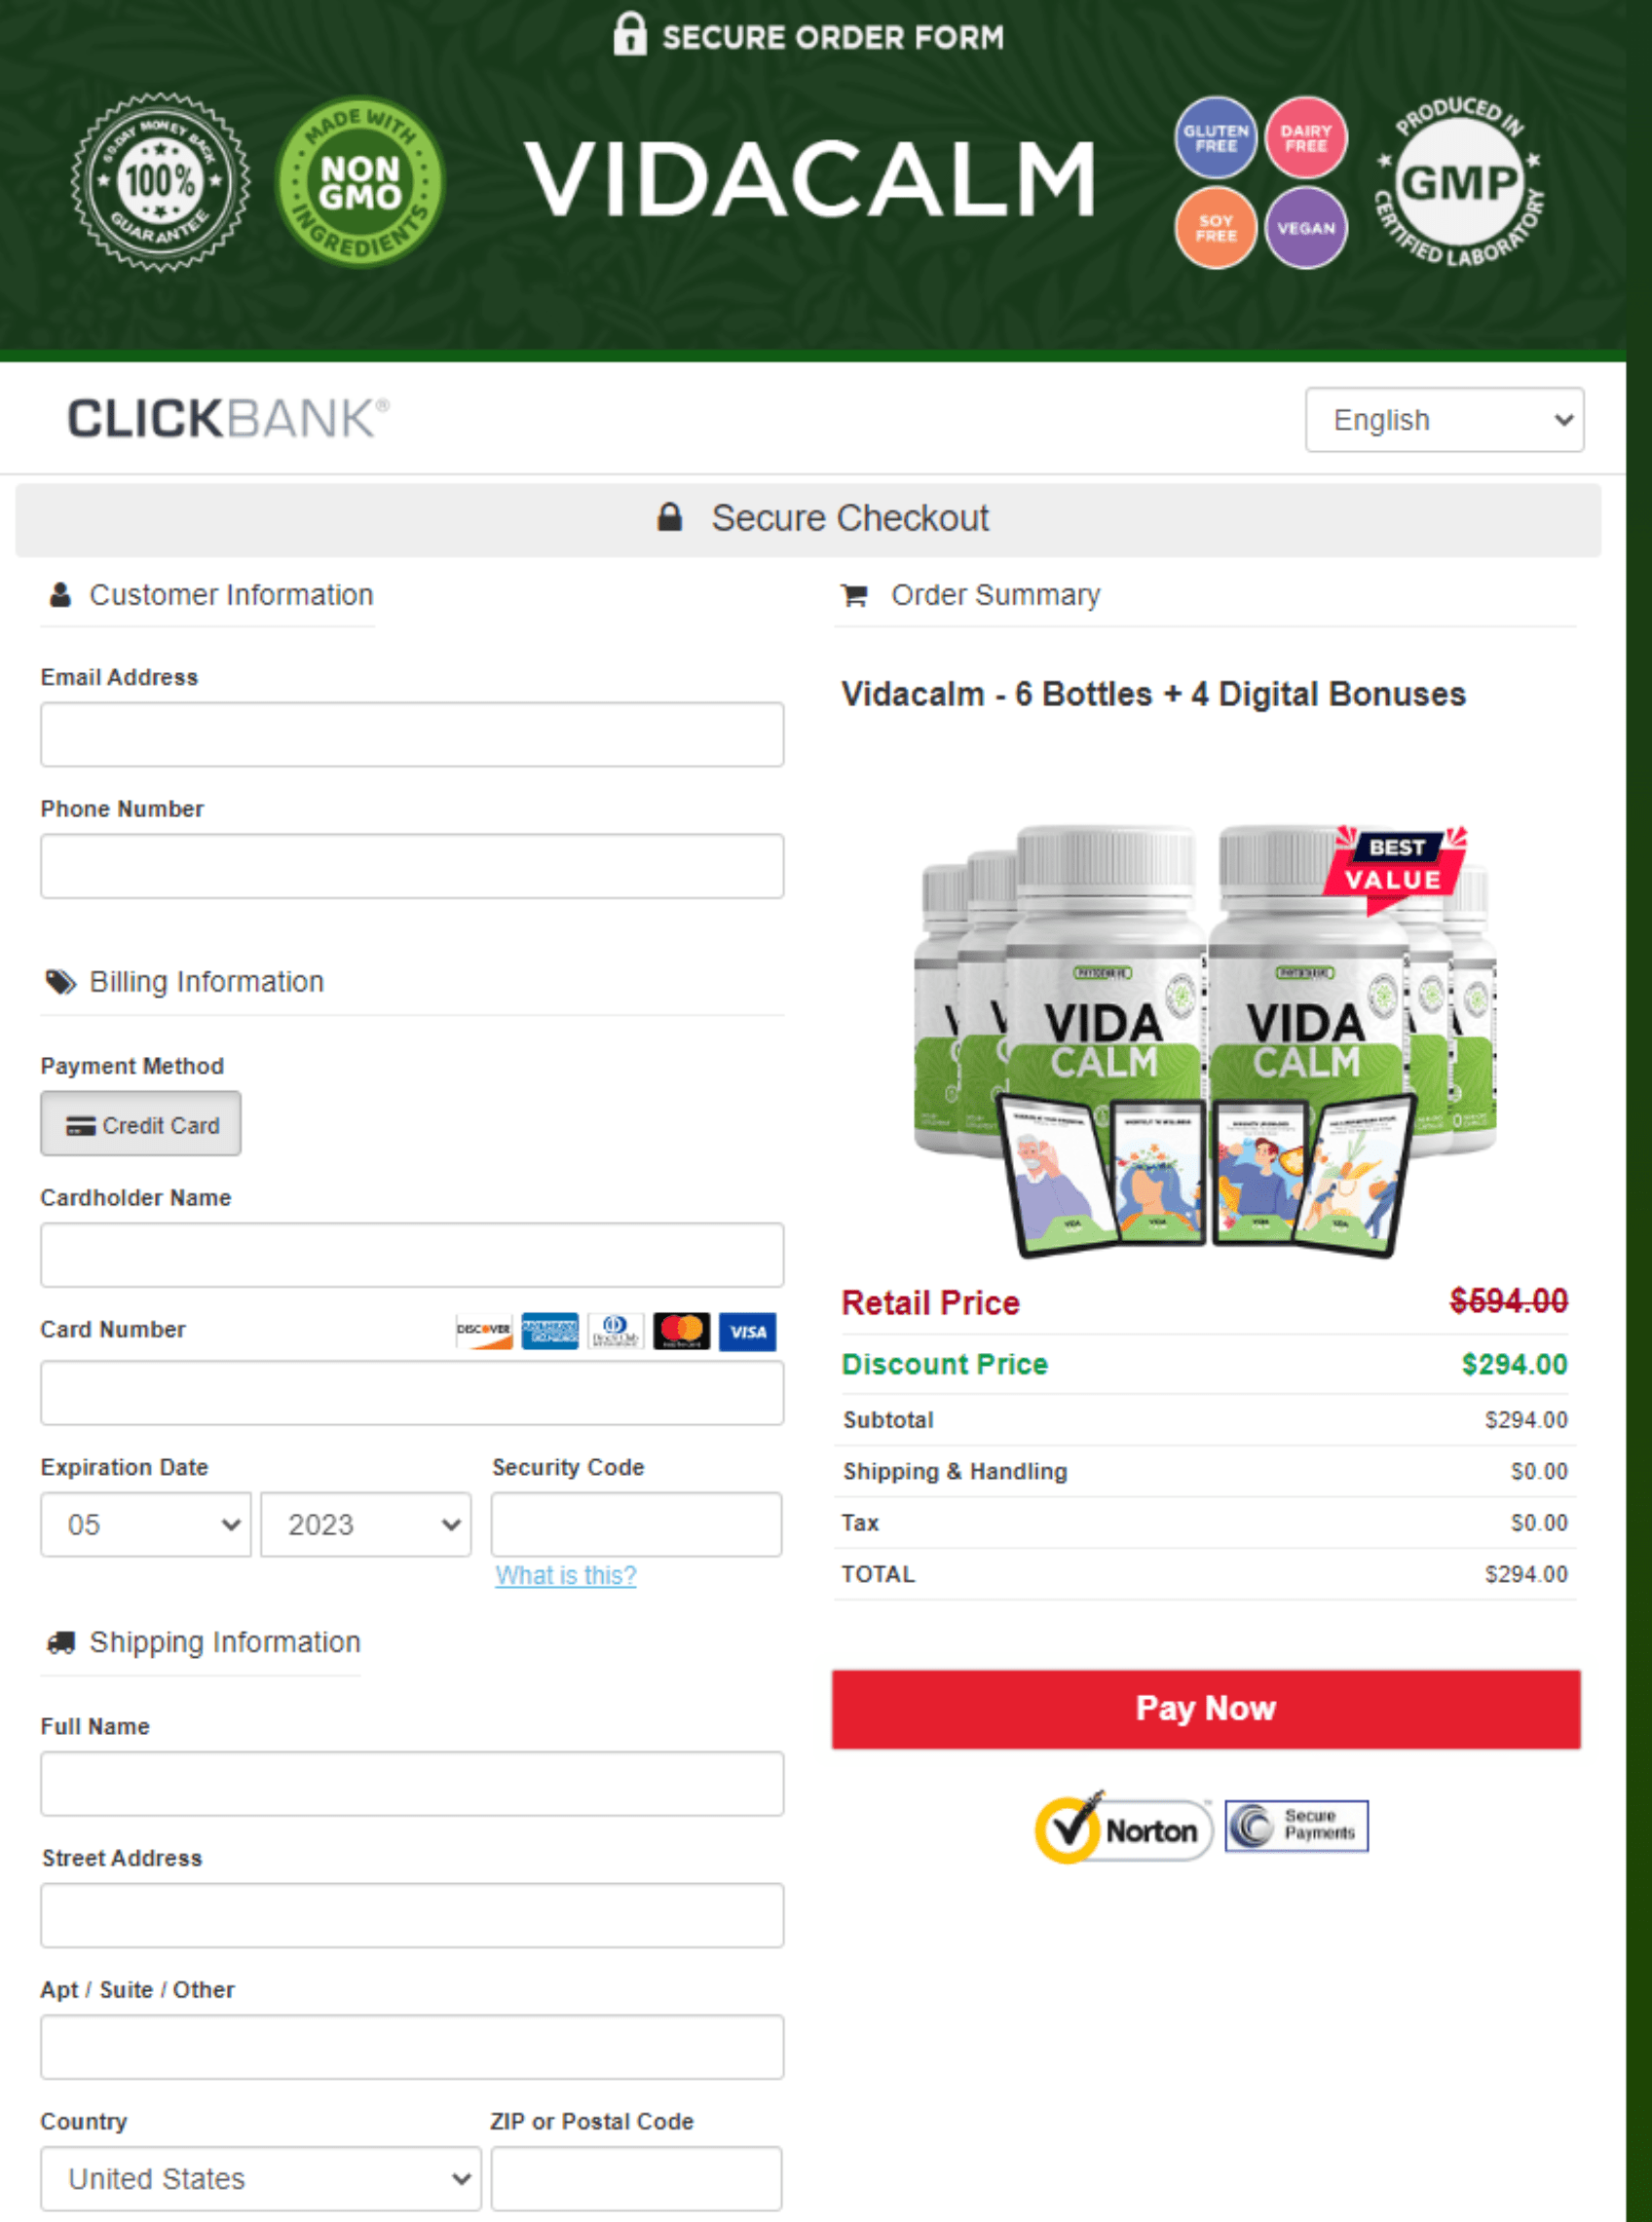 SECURE ORDER FORM
60-DAY MONEY BACK
100%
GUARANTEE
MADE WITH
NON
GMO
INGREDIENTS
VIDACALM
GLUTEN
FREE
DAIRY
FREE
SOY
FREE
VEGAN
PRODUCED IN
GMP
CERTIFIED LABORATORY
CLICKBANK®
English
Secure Checkout
Customer Information
Email Address
Phone Number
Billing Information
Payment Method
Credit Card
Cardholder Name
Card Number
DISCOVER
VISA
Expiration Date
Security Code
05
2023
What is this?
Shipping Information
Full Name
Street Address
Apt / Suite / Other
Country
ZIP or Postal Code
United States
Order Summary
Vidacalm - 6 Bottles + 4 Digital Bonuses
BEST
VALUE
VIDA
CALM
VIDA
CALM
Retail Price $594.00
Discount Price $294.00
Subtotal $294.00
Shipping & Handling $0.00
Tax $0.00
TOTAL $294.00
Pay Now
Norton
Secure
Payments